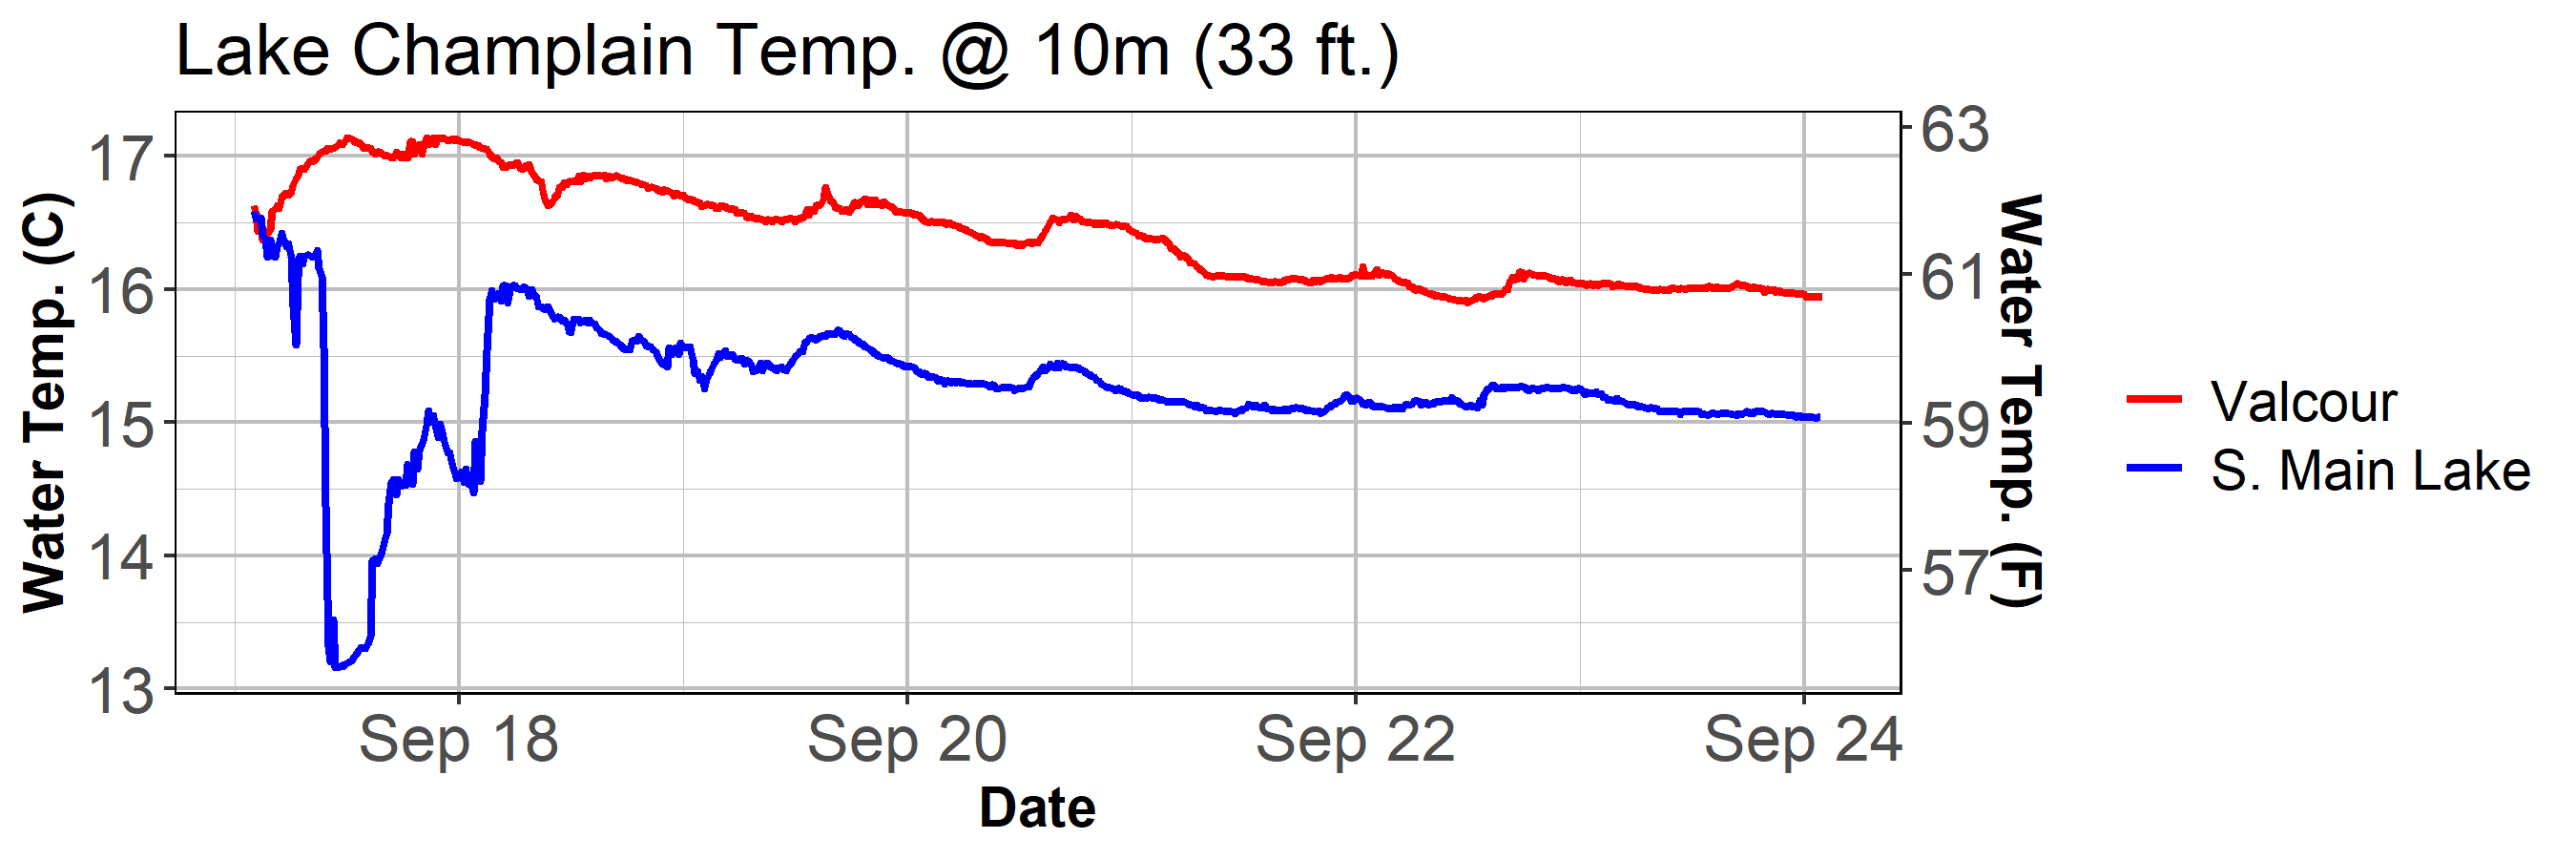 Lake Champlain Temp. @ 10m (33 ft.)
Water Temp. (C)
17
16
15
14
13
63
61
59
57
Water Temp. (F)
Sep 18
Sep 20
Sep 22
Sep 24
Date
Valcour
S. Main Lake